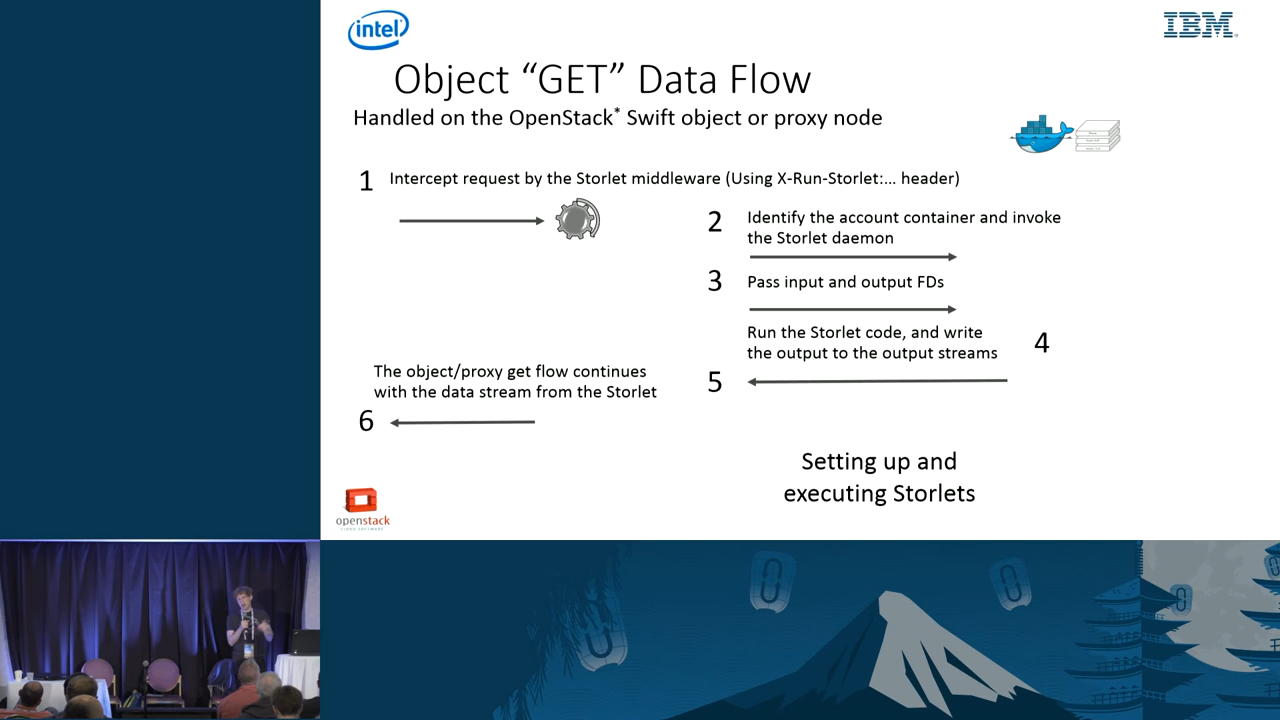 intel
IBM
Object “GET” Data Flow
Handled on the OpenStack* Swift object or proxy node
1 Intercept request by the Storlet middleware (Using X-Run-Storlet:... header)
2 Identify the account container and invoke
the Storlet daemon
3 Pass input and output FDs
Run the Storlet code, and write
the output to the output streams 4
5
The object/proxy get flow continues
with the data stream from the Storlet
6
Setting up and
executing Storlets
openstack
CLOUD SOFTWARE